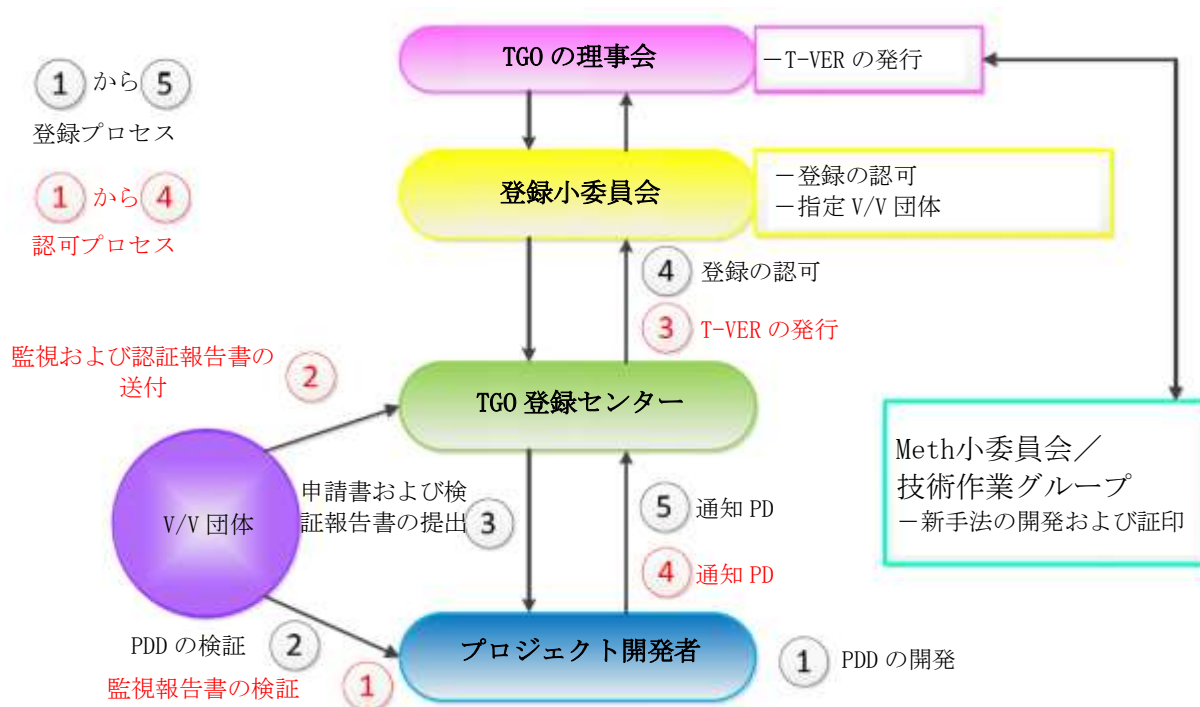 TGO の理事会
－T-VER の発行
① から ⑤
登録プロセス
① から ④
認可プロセス
登録小委員会
－登録の認可
－指定 V/V 団体
④ 登録の認可
③ T-VER の発行
監視および認証報告書の
送付
②
TGO 登録センター
Meth小委員会／
技術作業グループ
－新手法の開発および証印
V/V 団体
申請書および検
証報告書の提出
③
⑤ 通知 PD
④ 通知 PD
PDD の検証 ②
監視報告書の検証 ①
プロジェクト開発者
① PDD の開発